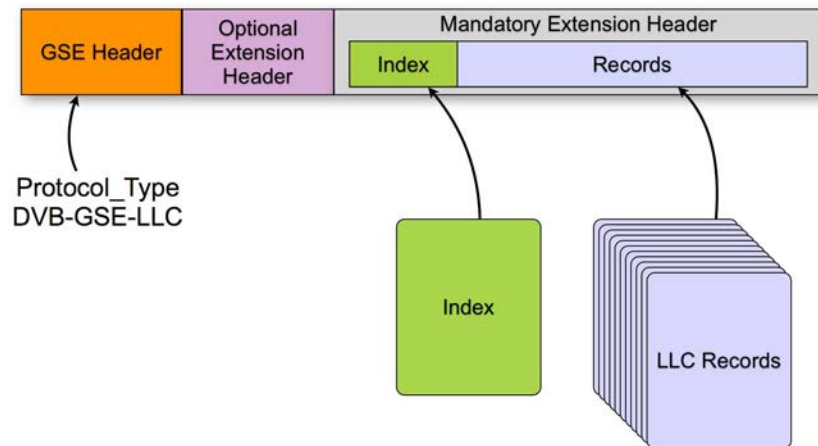 GSE Header
Optional
Extension
Header
Mandatory Extension Header
Index
Records
Protocol_Type
DVB-GSE-LLC
Index
LLC Records